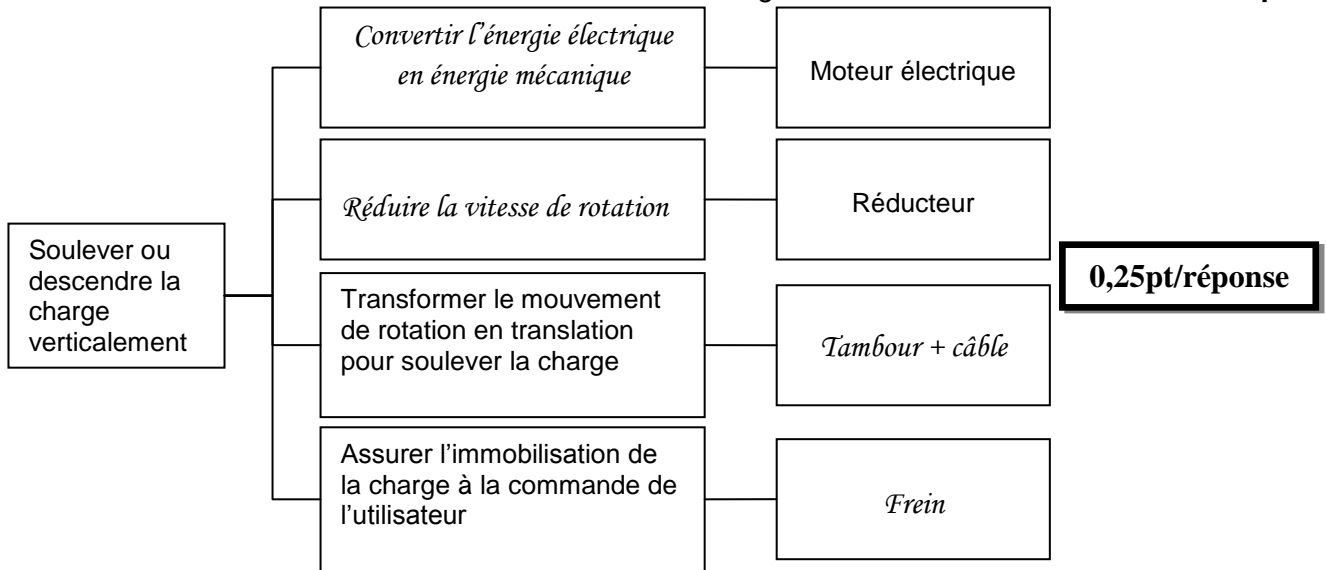 Convertir l'énergie électrique
en énergie mécanique
Moteur électrique
Réduire la vitesse de rotation
Réducteur
Soulever ou
descendre la
charge
verticalement
0,25pt/réponse
Transformer le mouvement
de rotation en translation
pour soulever la charge
Tambour + câble
Assurer l'immobilisation de
la charge à la commande de
l'utilisateur
Frein